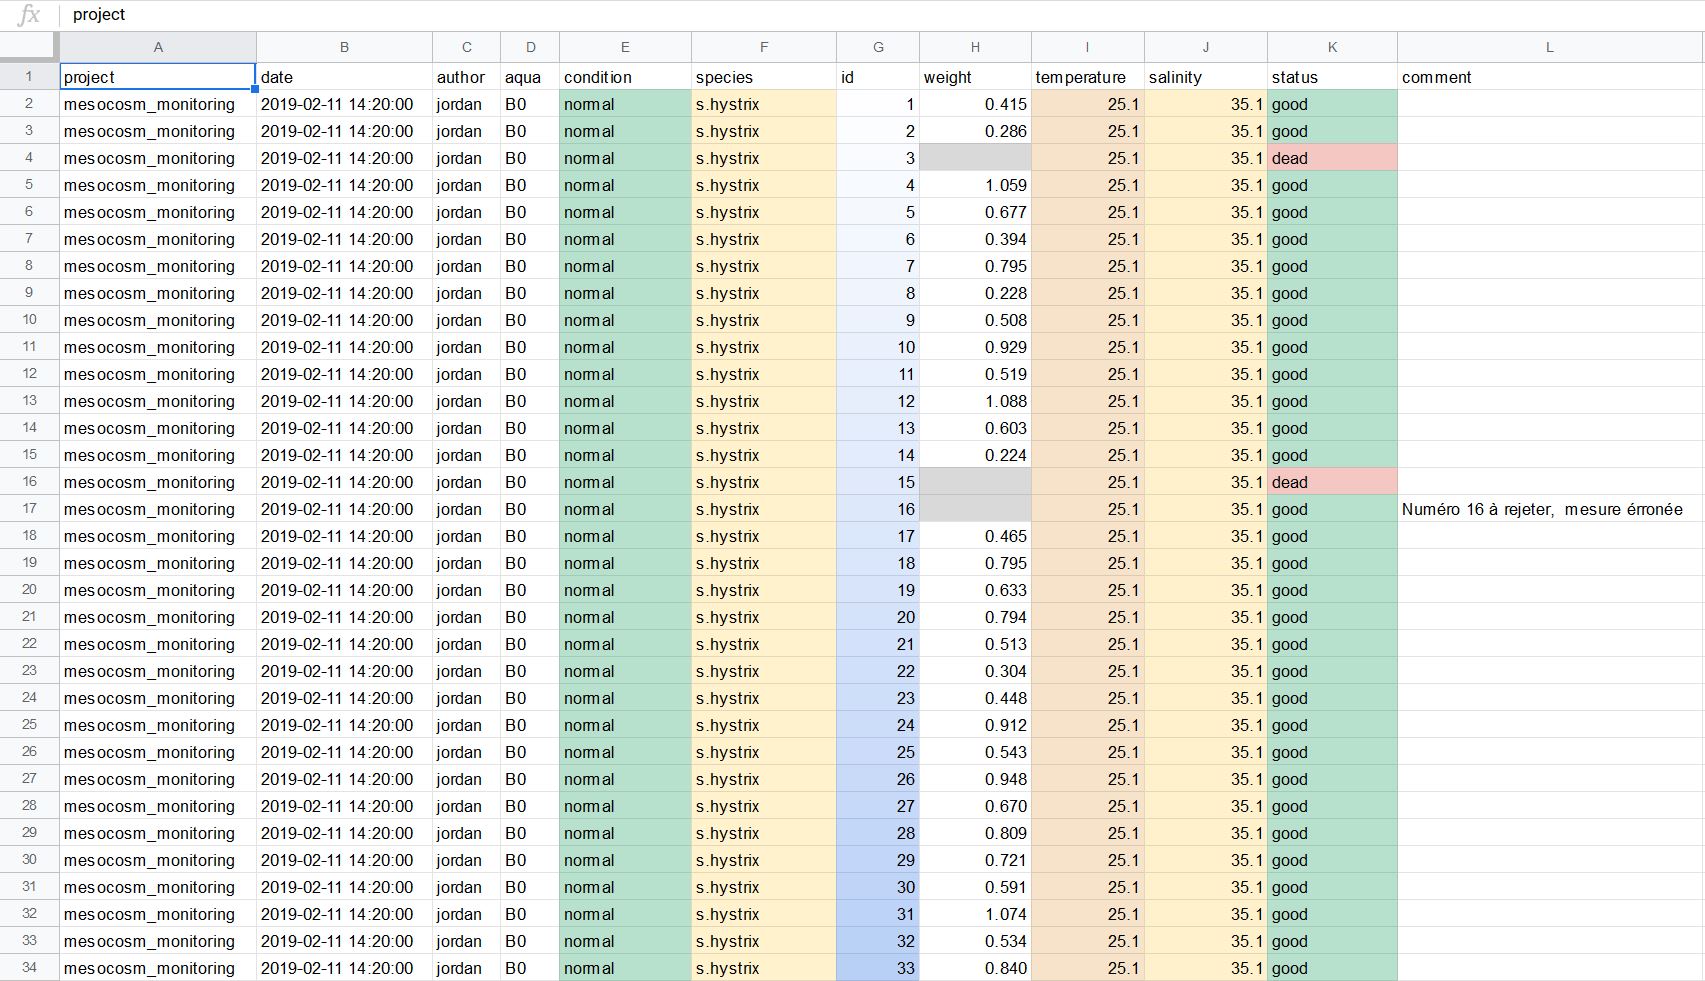 fx project
A B C D E F G H I J K L
1 project date author aqua condition species id weight temperature salinity status comment
2 mesocosm_monitoring 2019-02-11 14:20:00 jordan B0 normal s.hystrix 1 0.415 25.1 35.1 good
3 mesocosm_monitoring 2019-02-11 14:20:00 jordan B0 normal s.hystrix 2 0.286 25.1 35.1 good
4 mesocosm_monitoring 2019-02-11 14:20:00 jordan B0 normal s.hystrix 3 25.1 35.1 dead
5 mesocosm_monitoring 2019-02-11 14:20:00 jordan B0 normal s.hystrix 4 1.059 25.1 35.1 good
6 mesocosm_monitoring 2019-02-11 14:20:00 jordan B0 normal s.hystrix 5 0.677 25.1 35.1 good
7 mesocosm_monitoring 2019-02-11 14:20:00 jordan B0 normal s.hystrix 6 0.394 25.1 35.1 good
8 mesocosm_monitoring 2019-02-11 14:20:00 jordan B0 normal s.hystrix 7 0.795 25.1 35.1 good
9 mesocosm_monitoring 2019-02-11 14:20:00 jordan B0 normal s.hystrix 8 0.228 25.1 35.1 good
10 mesocosm_monitoring 2019-02-11 14:20:00 jordan B0 normal s.hystrix 9 0.508 25.1 35.1 good
11 mesocosm_monitoring 2019-02-11 14:20:00 jordan B0 normal s.hystrix 10 0.929 25.1 35.1 good
12 mesocosm_monitoring 2019-02-11 14:20:00 jordan B0 normal s.hystrix 11 0.519 25.1 35.1 good
13 mesocosm_monitoring 2019-02-11 14:20:00 jordan B0 normal s.hystrix 12 1.088 25.1 35.1 good
14 mesocosm_monitoring 2019-02-11 14:20:00 jordan B0 normal s.hystrix 13 0.603 25.1 35.1 good
15 mesocosm_monitoring 2019-02-11 14:20:00 jordan B0 normal s.hystrix 14 0.224 25.1 35.1 good
16 mesocosm_monitoring 2019-02-11 14:20:00 jordan B0 normal s.hystrix 15 25.1 35.1 dead
17 mesocosm_monitoring 2019-02-11 14:20:00 jordan B0 normal s.hystrix 16 25.1 35.1 good Numéro 16 à rejeter, mesure érronée
18 mesocosm_monitoring 2019-02-11 14:20:00 jordan B0 normal s.hystrix 17 0.465 25.1 35.1 good
19 mesocosm_monitoring 2019-02-11 14:20:00 jordan B0 normal s.hystrix 18 0.795 25.1 35.1 good
20 mesocosm_monitoring 2019-02-11 14:20:00 jordan B0 normal s.hystrix 19 0.633 25.1 35.1 good
21 mesocosm_monitoring 2019-02-11 14:20:00 jordan B0 normal s.hystrix 20 0.794 25.1 35.1 good
22 mesocosm_monitoring 2019-02-11 14:20:00 jordan B0 normal s.hystrix 21 0.513 25.1 35.1 good
23 mesocosm_monitoring 2019-02-11 14:20:00 jordan B0 normal s.hystrix 22 0.304 25.1 35.1 good
24 mesocosm_monitoring 2019-02-11 14:20:00 jordan B0 normal s.hystrix 23 0.448 25.1 35.1 good
25 mesocosm_monitoring 2019-02-11 14:20:00 jordan B0 normal s.hystrix 24 0.912 25.1 35.1 good
26 mesocosm_monitoring 2019-02-11 14:20:00 jordan B0 normal s.hystrix 25 0.543 25.1 35.1 good
27 mesocosm_monitoring 2019-02-11 14:20:00 jordan B0 normal s.hystrix 26 0.948 25.1 35.1 good
28 mesocosm_monitoring 2019-02-11 14:20:00 jordan B0 normal s.hystrix 27 0.670 25.1 35.1 good
29 mesocosm_monitoring 2019-02-11 14:20:00 jordan B0 normal s.hystrix 28 0.809 25.1 35.1 good
30 mesocosm_monitoring 2019-02-11 14:20:00 jordan B0 normal s.hystrix 29 0.721 25.1 35.1 good
31 mesocosm_monitoring 2019-02-11 14:20:00 jordan B0 normal s.hystrix 30 0.591 25.1 35.1 good
32 mesocosm_monitoring 2019-02-11 14:20:00 jordan B0 normal s.hystrix 31 1.074 25.1 35.1 good
33 mesocosm_monitoring 2019-02-11 14:20:00 jordan B0 normal s.hystrix 32 0.534 25.1 35.1 good
34 mesocosm_monitoring 2019-02-11 14:20:00 jordan B0 normal s.hystrix 33 0.840 25.1 35.1 good